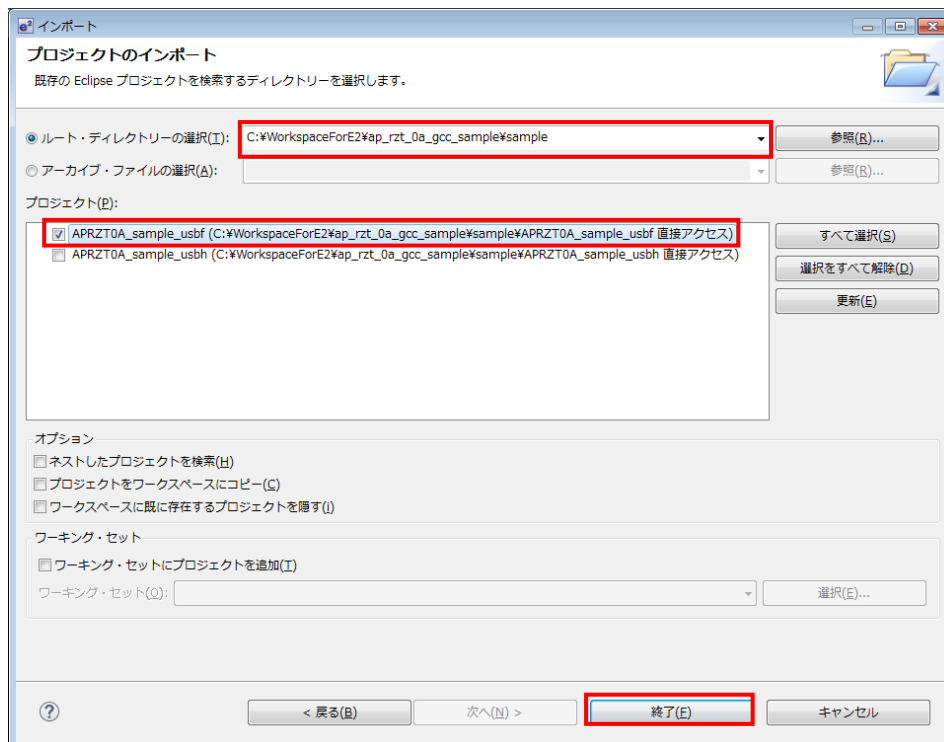 e² インポート
プロジェクトのインポート
既存の Eclipse プロジェクトを検索するディレクトリーを選択します。
ルート・ディレクトリーの選択(T): C:¥WorkspaceForE2¥ap_rzt_0a_gcc_sample¥sample 参照(R)...
アーカイブ・ファイルの選択(A): 参照(R)...
プロジェクト(P):
APRZT0A_sample_usbf (C:¥WorkspaceForE2¥ap_rzt_0a_gcc_sample¥sample¥APRZT0A_sample_usbf 直接アクセス) すべて選択(S)
APRZT0A_sample_usbh (C:¥WorkspaceForE2¥ap_rzt_0a_gcc_sample¥sample¥APRZT0A_sample_usbh 直接アクセス)
選択をすべて解除(D)
更新(E)
オプション
ネストしたプロジェクトを検索(H)
プロジェクトをワークスペースにコピー(C)
ワークスペースに既に存在するプロジェクトを隠す(i)
ワーキング・セット
ワーキング・セットにプロジェクトを追加(T)
ワーキング・セット(O): 選択(E)...
? < 戻る(B) 次へ(N) > 終了(F) キャンセル